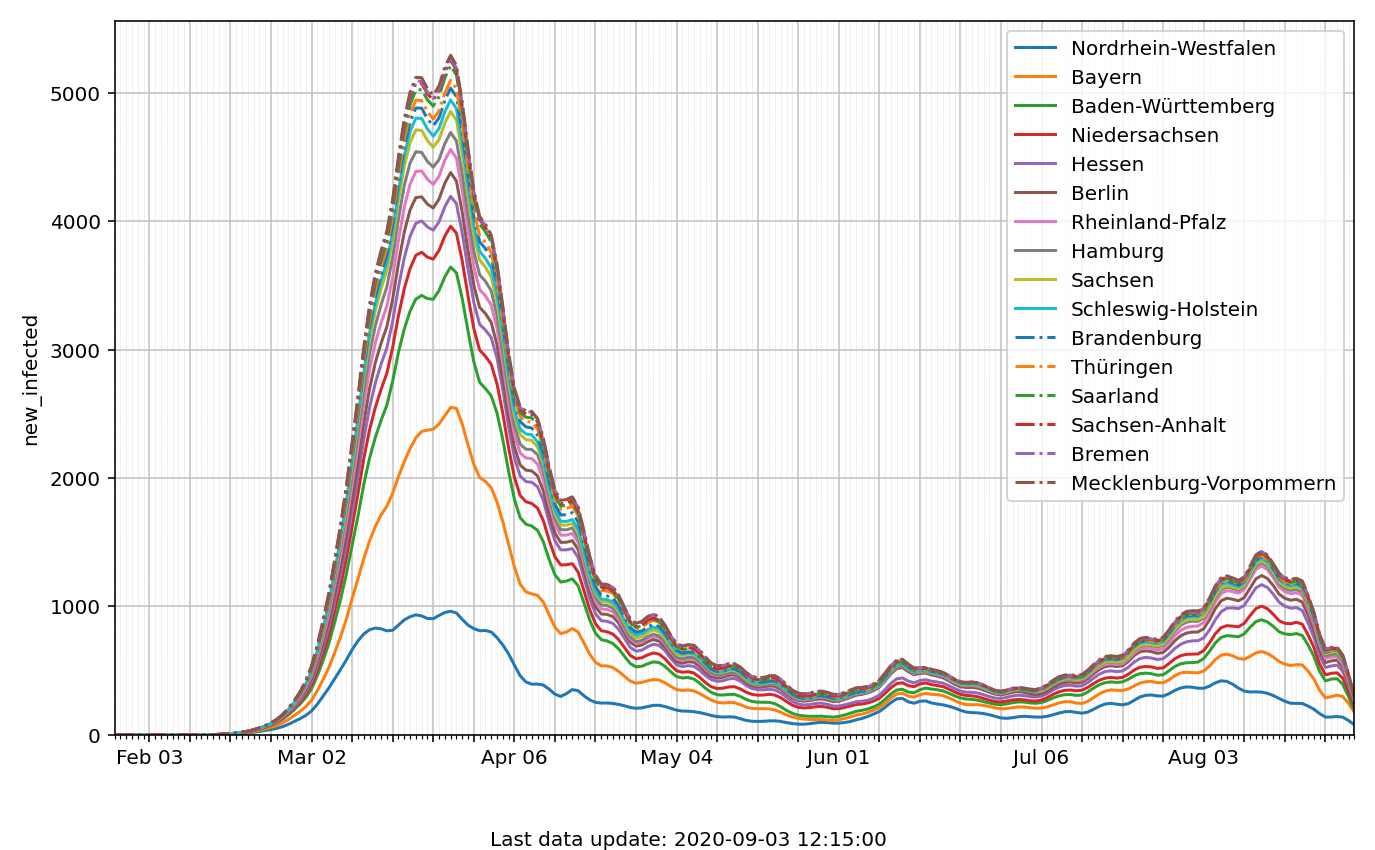 new_infected
5000
4000
3000
2000
1000
0
Feb 03 Mar 02 Apr 06 May 04 Jun 01 Jul 06 Aug 03
Nordrhein-Westfalen
Bayern
Baden-Württemberg
Niedersachsen
Hessen
Berlin
Rheinland-Pfalz
Hamburg
Sachsen
Schleswig-Holstein
Brandenburg
Thüringen
Saarland
Sachsen-Anhalt
Bremen
Mecklenburg-Vorpommern
Last data update: 2020-09-03 12:15:00